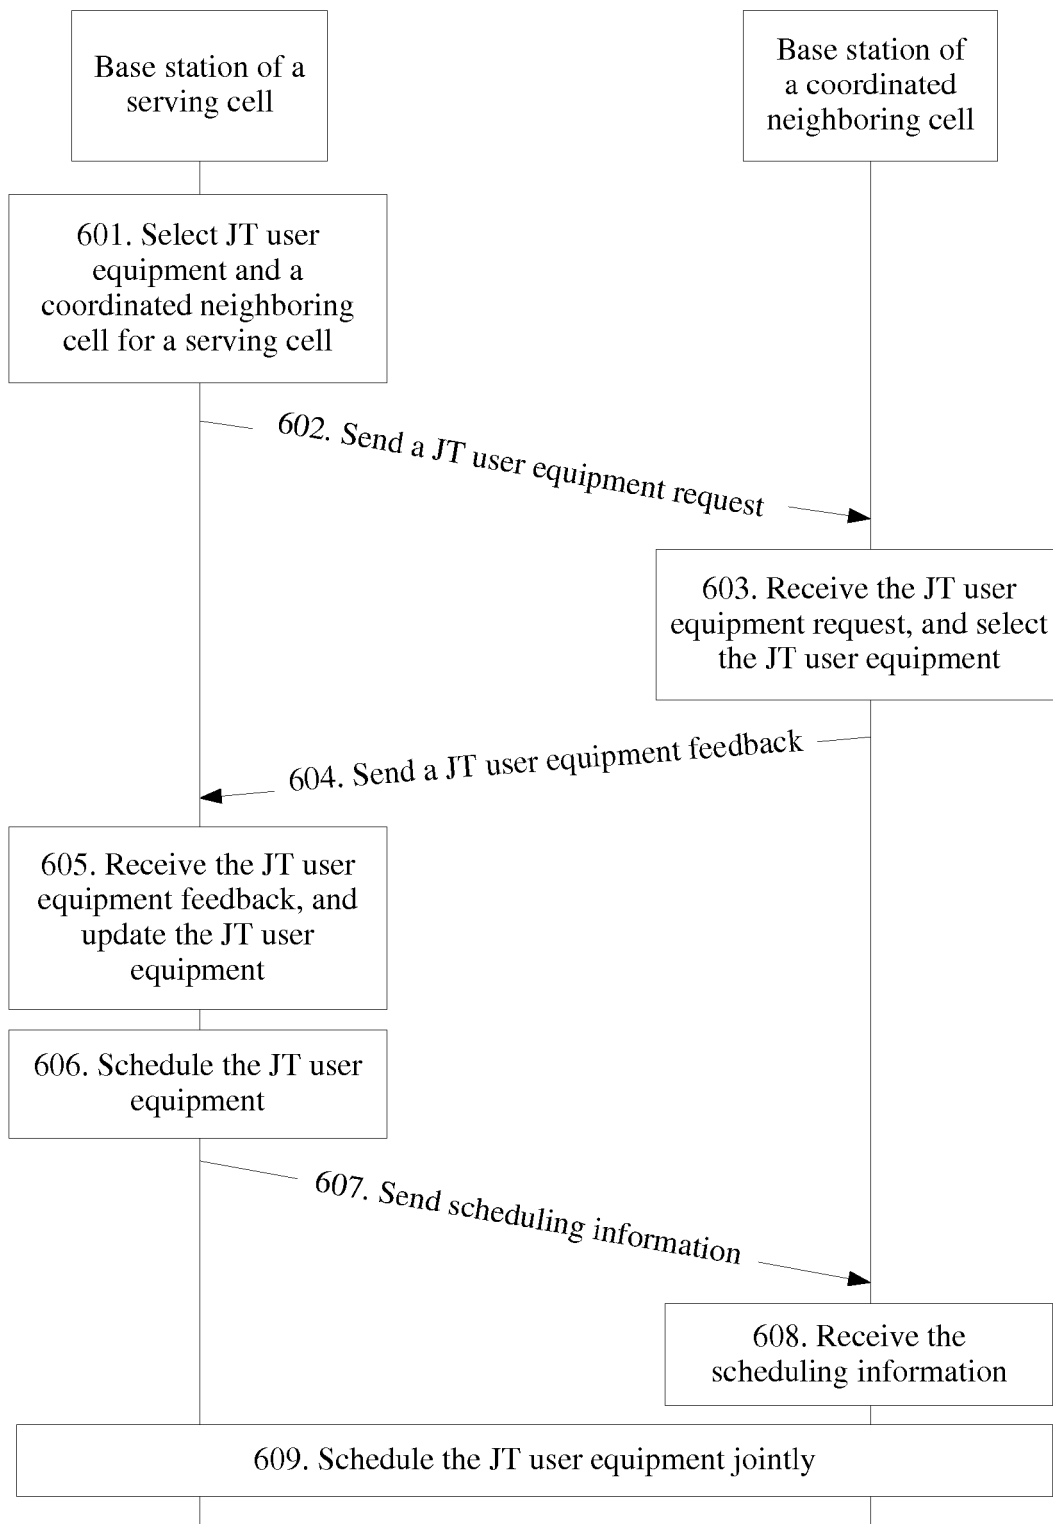 Base station of a
serving cell
Base station of
a coordinated
neighboring cell
601. Select JT user
equipment and a
coordinated neighboring
cell for a serving cell
602. Send a JT user equipment request
603. Receive the JT user
equipment request, and select
the JT user equipment
604. Send a JT user equipment feedback
605. Receive the JT user
equipment feedback, and
update the JT user
equipment
606. Schedule the JT user
equipment
607. Send scheduling information
608. Receive the
scheduling information
609. Schedule the JT user equipment jointly